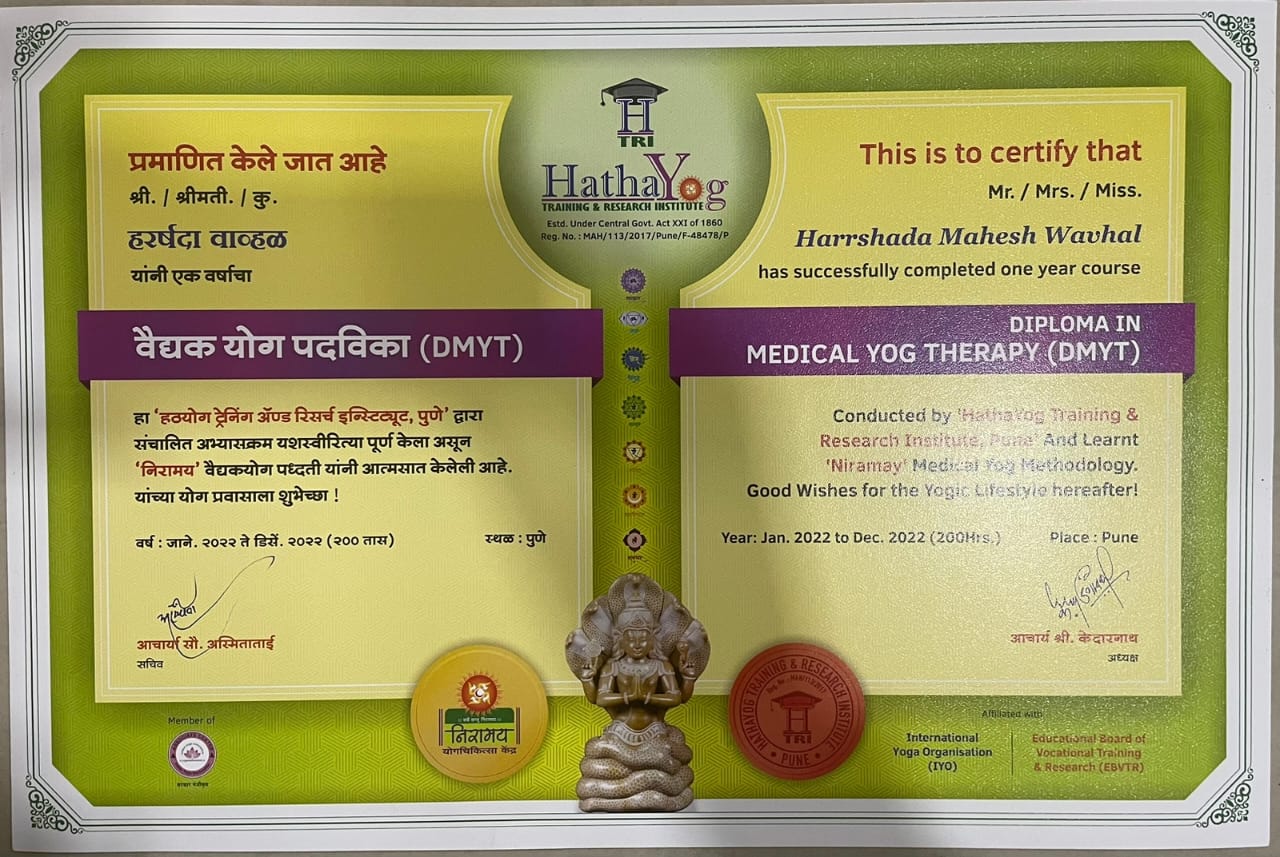 H
TRI
HathaYog
TRAINING & RESEARCH INSTITUTE
Estd. Under Central Govt. Act XXI of 1860
Reg. No. : MAH/113/2017/Pune/F-48478/P
प्रमाणित केले जात आहे
श्री. / श्रीमती. / कु.
हरर्षदा वाव्हळ
यांनी एक वर्षाचा
वैद्यक योग पदविका (DMYT)
हा ‘हठयोग ट्रेनिंग ॲण्ड रिसर्च इन्स्टिट्यूट, पुणे’ द्वारा
संचालित अभ्यासक्रम यशस्वीरित्या पूर्ण केला असून
‘निरामय’ वैद्यकयोग पध्दती यांनी आत्मसात केलेली आहे.
यांच्या योग प्रवासाला शुभेच्छा !
वर्ष : जाने. २०२२ ते डिसें. २०२२ (२०० तास) स्थळ : पुणे
आचार्या सौ. अस्मिताताई
सचिव
Member of
This is to certify that
Mr. / Mrs. / Miss.
Harrshada Mahesh Wavhal
has successfully completed one year course
DIPLOMA IN
MEDICAL YOG THERAPY (DMYT)
Conducted by 'HathaYog Training &
Research Institute, Pune' And Learnt
'Niramay' Medical Yog Methodology.
Good Wishes for the Yogic Lifestyle hereafter!
Year: Jan. 2022 to Dec. 2022 (200Hrs.) Place : Pune
आचार्य श्री. केदारनाथ
अध्यक्ष
निरामय
योगचिकित्सा केंद्र
HATHAYOG TRAINING & RESEARCH INSTITUTE
Reg. No. - MAH/113/2017
H
TRI
PUNE
Affiliated with
International
Yoga Organisation
(IYO)
Educational Board of
Vocational Training
& Research (EBVTR)